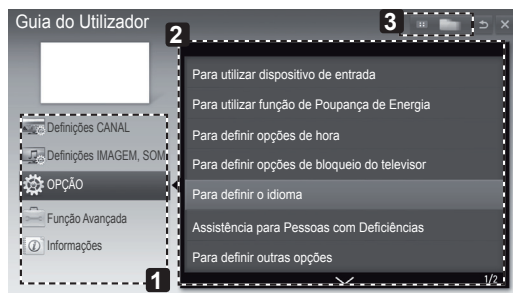 Guia do Utilizador
3
2
Para utilizar dispositivo de entrada
Para utilizar função de Poupança de Energia
Para definir opções de hora
Para definir opções de bloqueio do televisor
Para definir o idioma
Assistência para Pessoas com Deficiências
Para definir outras opções
1/2
Definições CANAL
Definições IMAGEM, SOM
OPÇÃO
Função Avançada
Informações
1